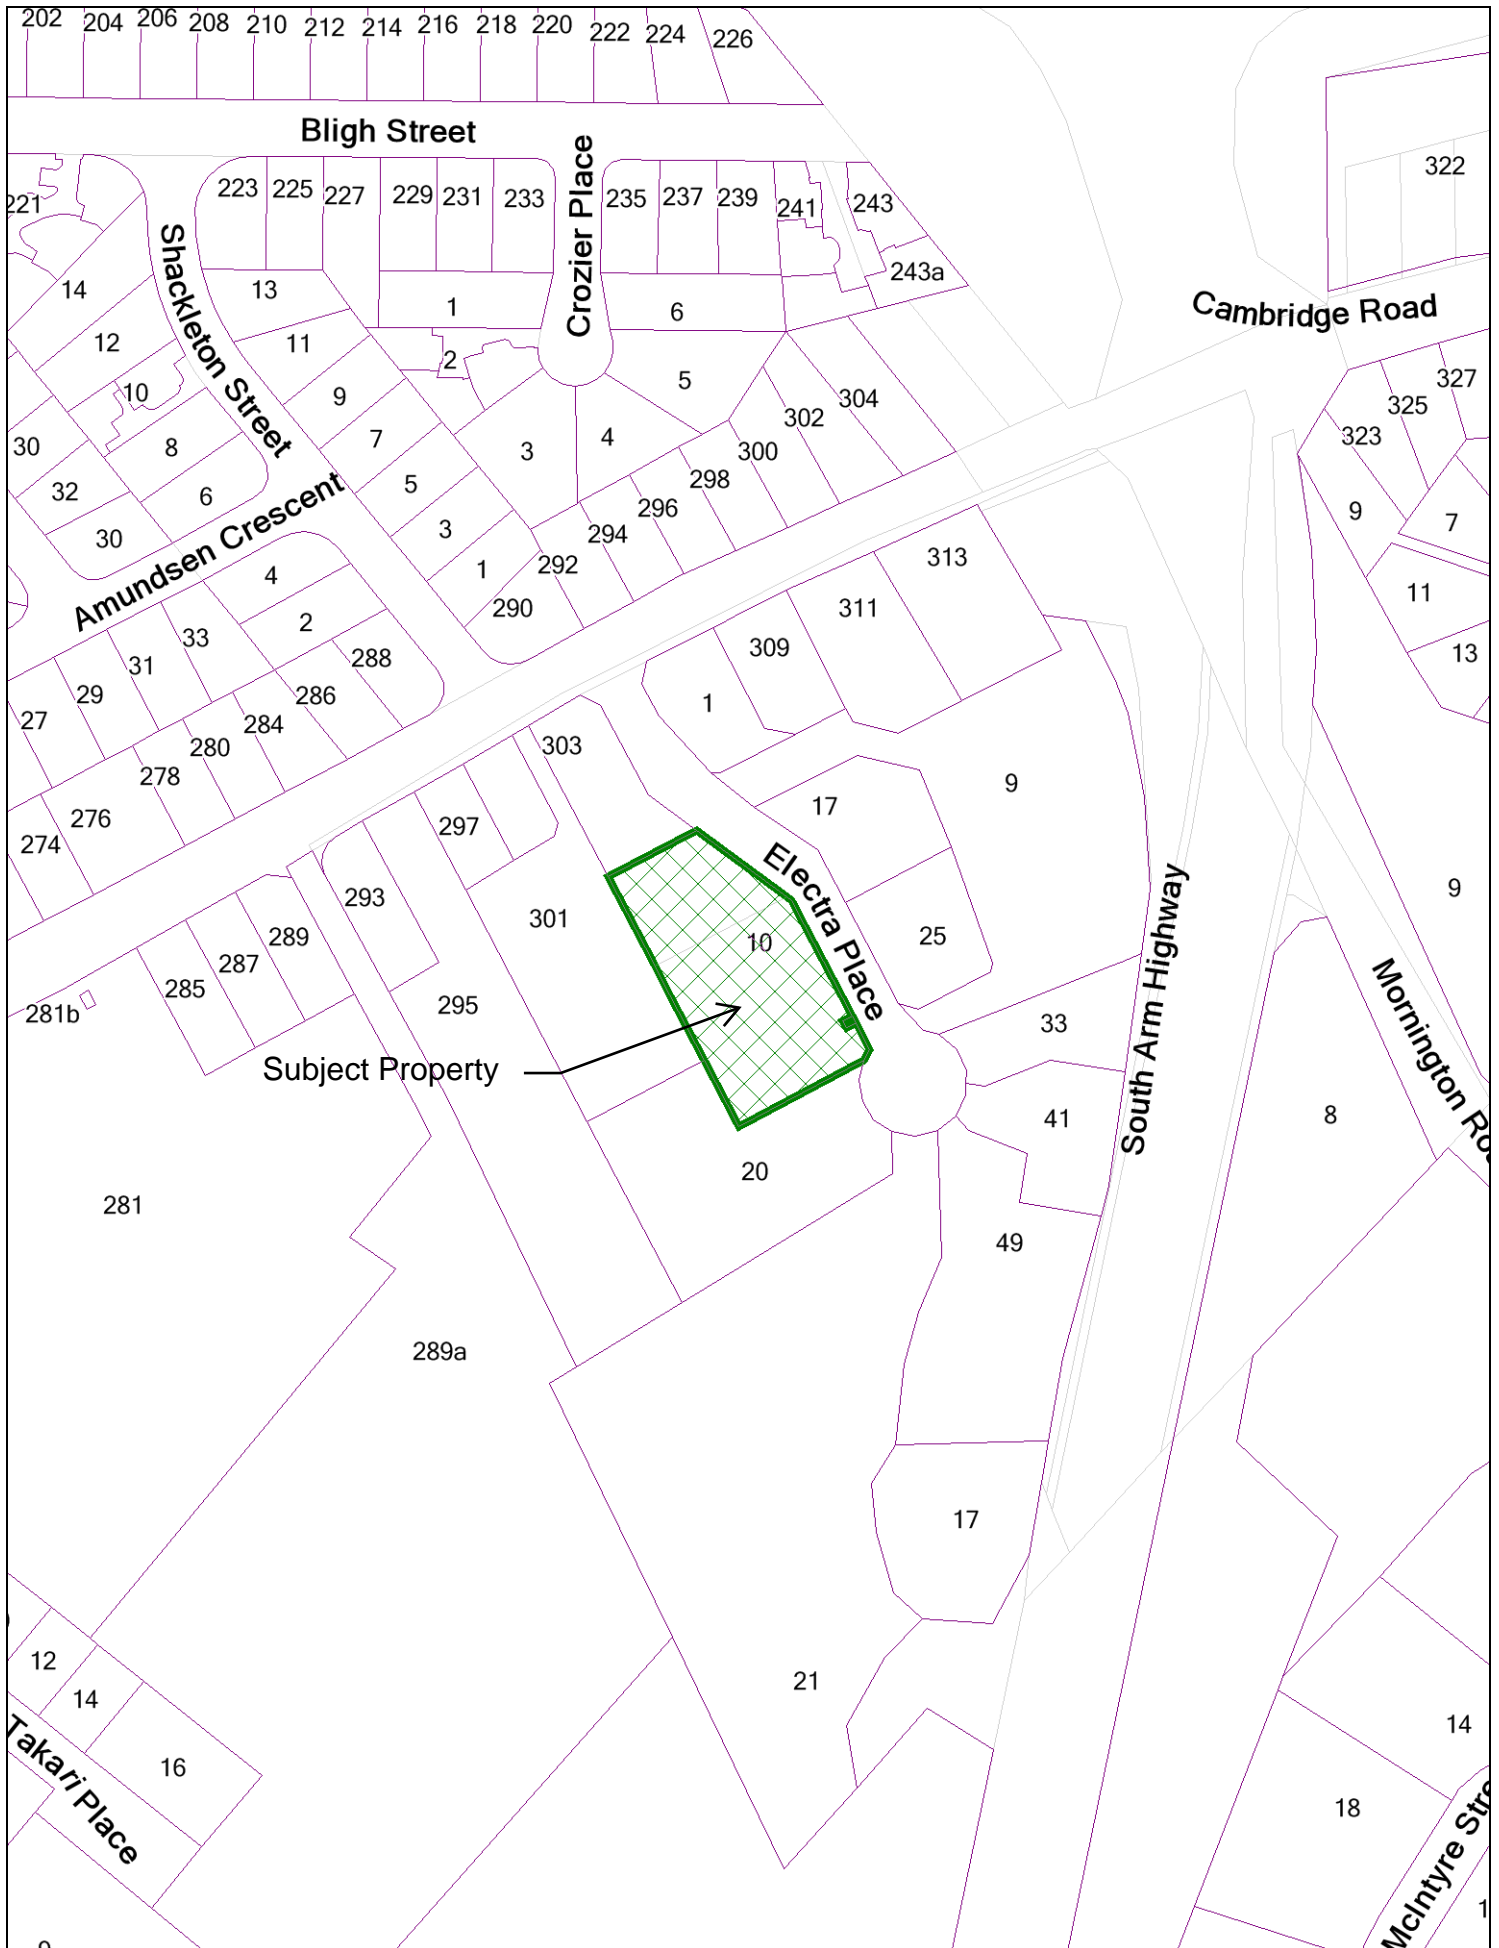 202 204 206 208 210 212 214 216 218 220 222 224 226
Bligh Street
Crozier Place
322
221
223 225 227 229 231 233 235 237 239 241 243
243a
Shackleton Street
14 13 1 6
Cambridge Road
12 11 2
10 9 5 304 302 327 325 323
30 8 7 3 4 300
32 6 5 298 296 9 7
30 3 294
Amundsen Crescent
4 1 292 290 313 311 11
2 33 309 13
31 288 286 1
29 27 284 280 303
278 276 274 297 17 9
Electra Place
293 301 10 25 9
289 287 285
281b 295 33
Subject Property
South Arm Highway
Mornington
41 8
281 20
49
289a
17
12 14 21
16 14
Takari Place
18
McIntyre